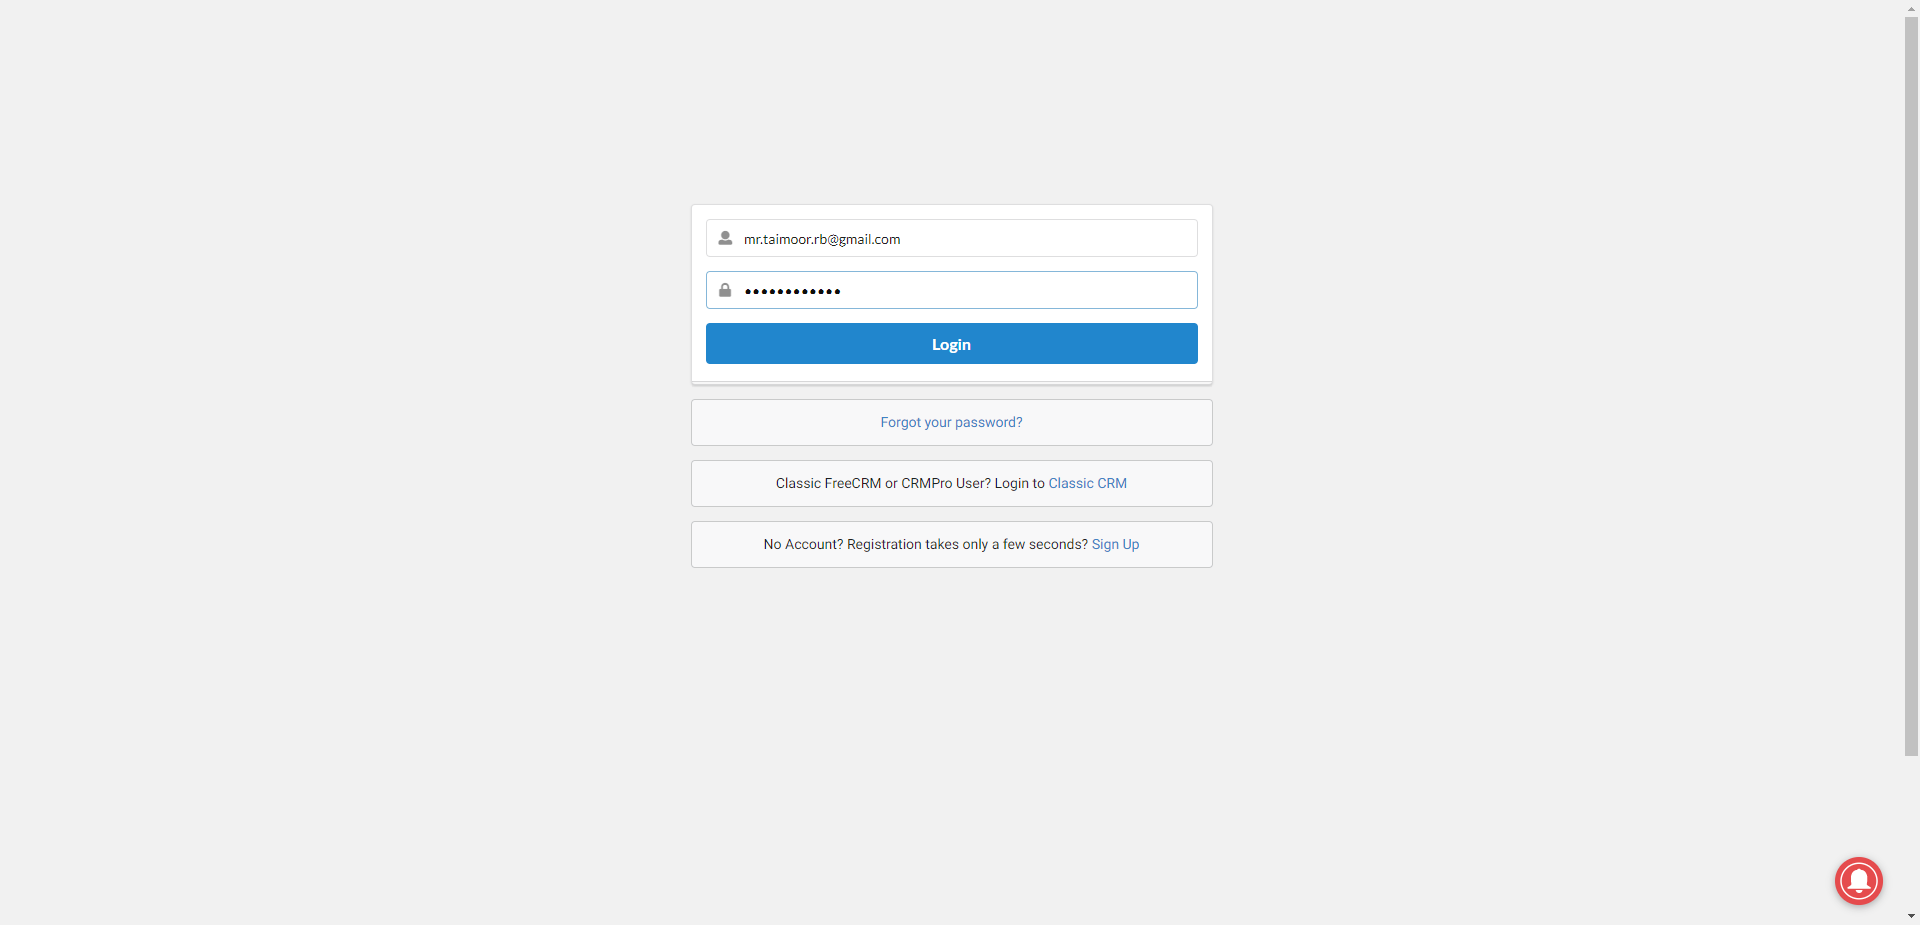 mr.taimoor.rb@gmail.com
••••••••••••
Login
Forgot your password?
Classic FreeCRM or CRMPro User? Login to Classic CRM
No Account? Registration takes only a few seconds? Sign Up